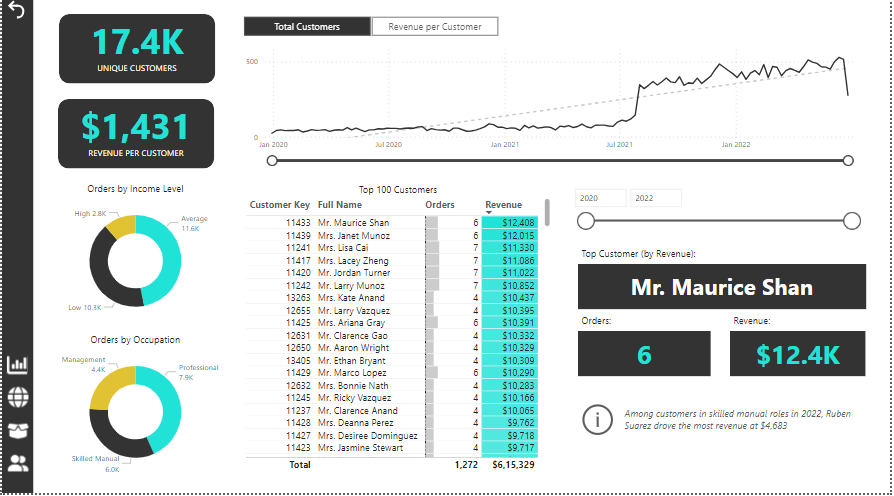 17.4K
UNIQUE CUSTOMERS
$1,431
REVENUE PER CUSTOMER
Total Customers
Revenue per Customer
500
0
Jan 2020
Jul 2020
Jan 2021
Jul 2021
Jan 2022
Orders by Income Level
High 2.8K
Average
11.6K
Low 10.3K
Orders by Occupation
Management
4.4K
Professional
7.9K
Skilled Manual
6.0K
Top 100 Customers
Customer Key Full Name Orders Revenue
11433 Mr. Maurice Shan 6 $12,408
11439 Mrs. Janet Munoz 6 $12,015
11241 Mrs. Lisa Cai 7 $11,330
11417 Mrs. Lacey Zheng 7 $11,086
11420 Mr. Jordan Turner 7 $11,022
11242 Mr. Larry Munoz 7 $10,852
13263 Mrs. Kate Anand 4 $10,437
12655 Mr. Larry Vazquez 4 $10,395
11425 Mrs. Ariana Gray 6 $10,391
12631 Mr. Clarence Gao 4 $10,332
12650 Mr. Aaron Wright 4 $10,329
13405 Mr. Ethan Bryant 4 $10,309
11429 Mr. Marco Lopez 6 $10,290
12632 Mrs. Bonnie Nath 4 $10,283
11245 Mr. Ricky Vazquez 4 $10,166
11237 Mr. Clarence Anand 4 $10,065
11428 Mrs. Deanna Perez 4 $9,762
11427 Mrs. Desiree Dominguez 4 $9,718
11423 Mrs. Jasmine Stewart 4 $9,717
Total 1,272 $6,15,329
2020
2022
Top Customer (by Revenue):
Mr. Maurice Shan
Orders:
6
Revenue:
$12.4K
Among customers in skilled manual roles in 2022, Ruben
Suarez drove the most revenue at $4,683